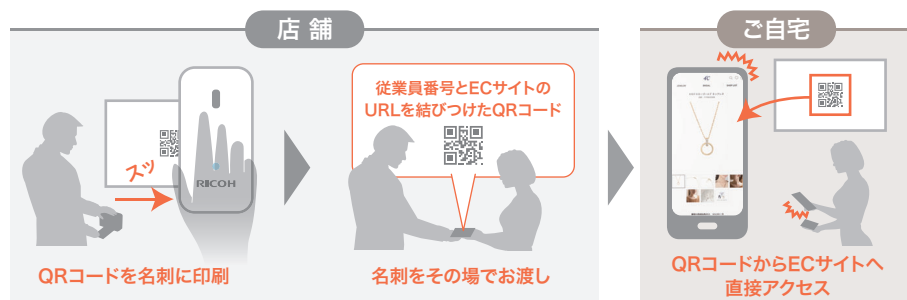 店 舗
スッ
RICOH
QRコードを名刺に印刷
従業員番号とECサイトの
URLを結びつけたQRコード
名刺をその場でお渡し
ご自宅
QRコードからECサイトへ
直接アクセス